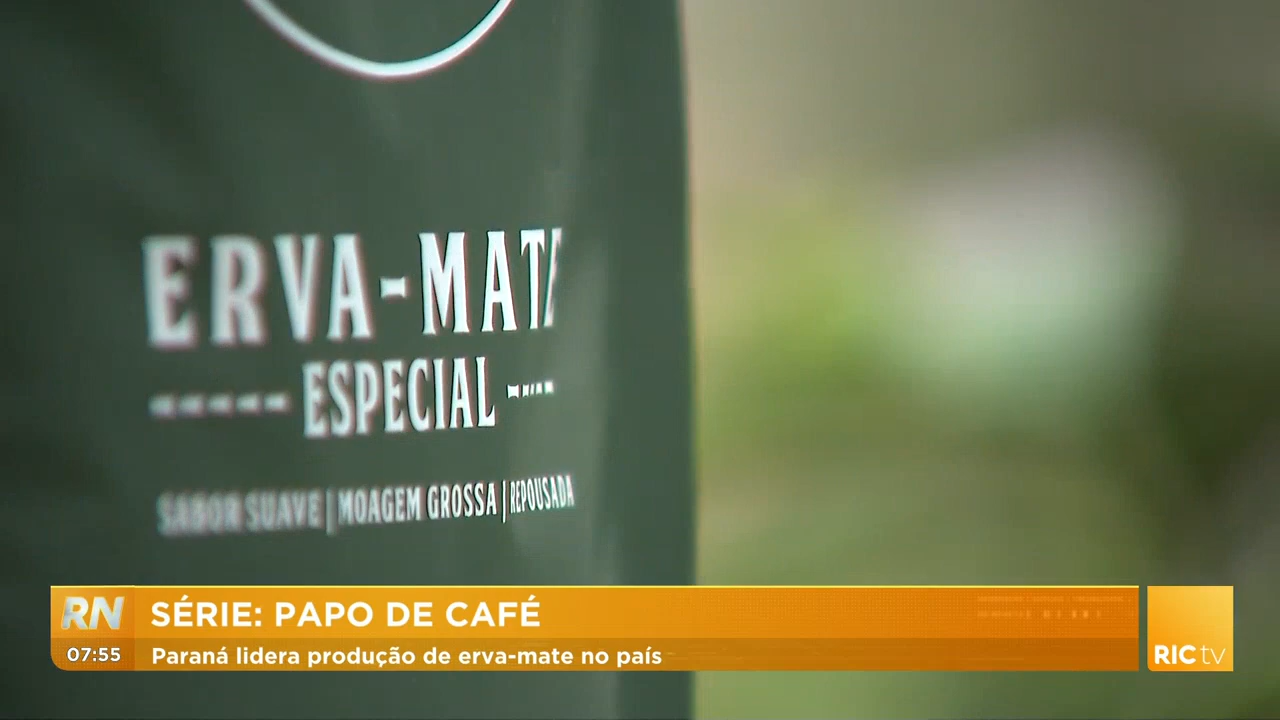 ERVA-MATE
ESPECIAL
SABOR SUAVE | MOAGEM GROSSA | REPOUSADA
RN SÉRIE: PAPO DE CAFÉ
07:55 Paraná lidera produção de erva-mate no país
RIC tv